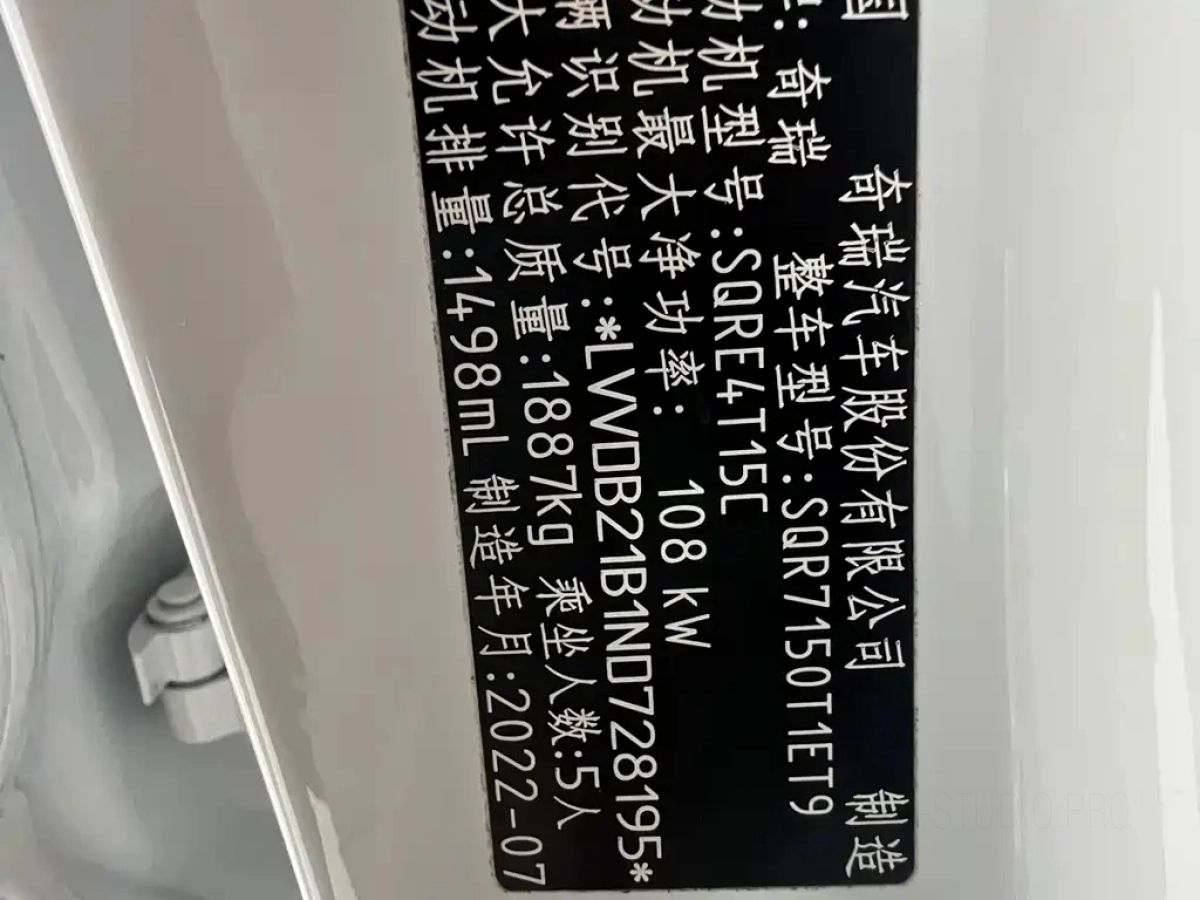 国 奇瑞汽车股份有限公司 制造
: 奇瑞 整车型号:SQR7150T1ET9
动机型号:SQRE4T15C
动机最大净功率: 108 kW
辆识别代号:*LVVDB21B1ND728195*
大允许总质量:1887kg 乘坐人数:5人
动机排量:1498mL 制造年月:2022-07
STUDIO.PRO